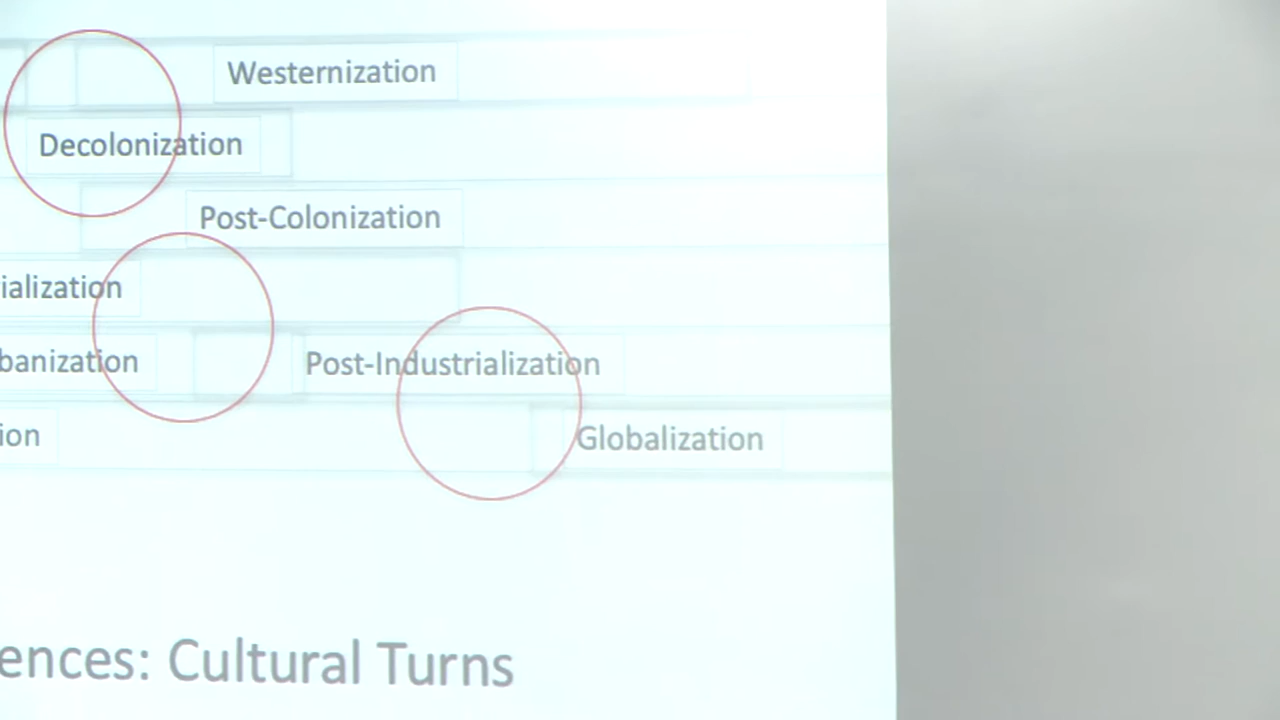 Westernization
Decolonization
Post-Colonization
ialization
banization
Post-Industrialization
ion
Globalization
ences: Cultural Turns